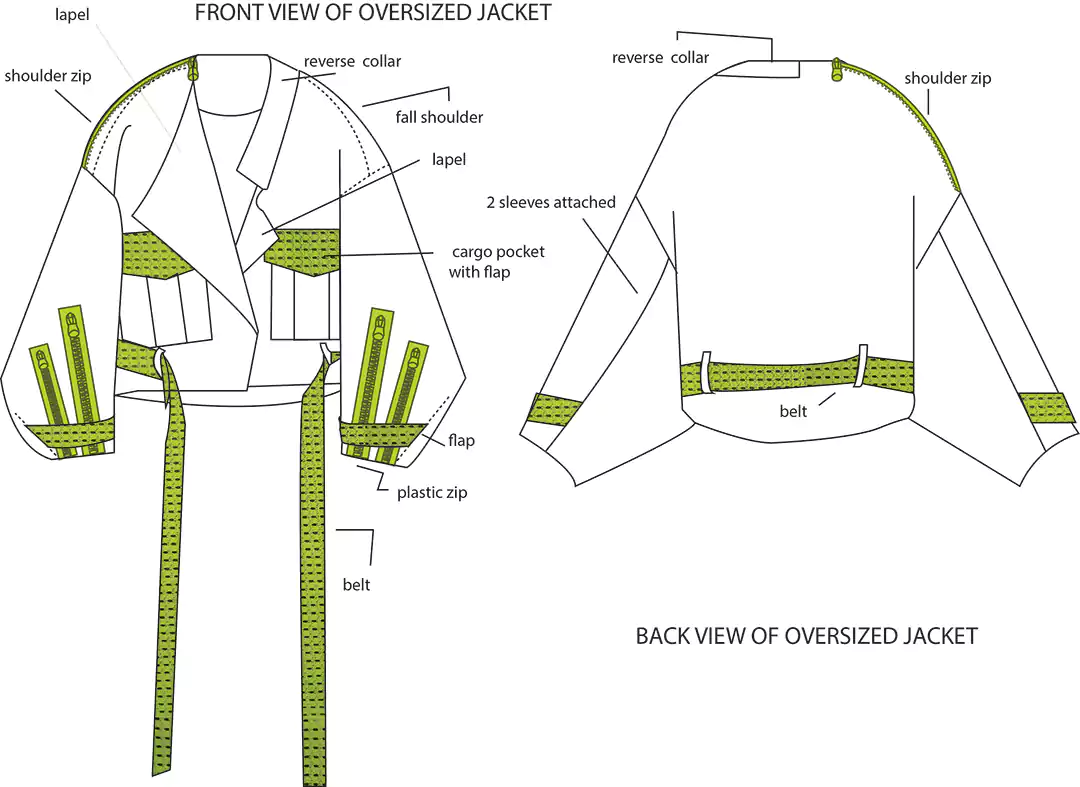 FRONT VIEW OF OVERSIZED JACKET
lapel
reverse collar
shoulder zip
fall shoulder
lapel
cargo pocket
with flap
flap
plastic zip
belt
reverse collar
shoulder zip
2 sleeves attached
belt
BACK VIEW OF OVERSIZED JACKET